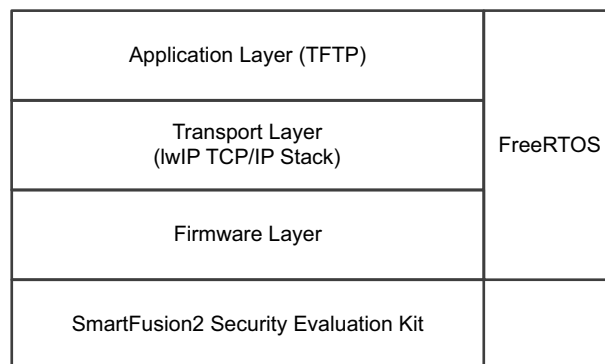 Application Layer (TFTP)
Transport Layer
(lwIP TCP/IP Stack)
FreeRTOS
Firmware Layer
SmartFusion2 Security Evaluation Kit